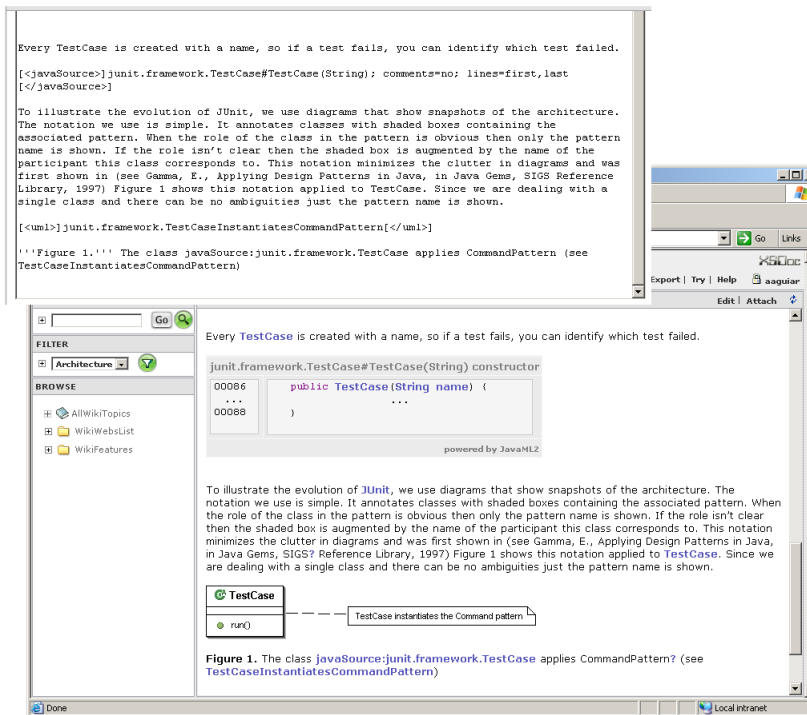 Every TestCase is created with a name, so if a test fails, you can identify which test failed.
[<javaSource>]junit.framework.TestCase#TestCase(String); comments=no; lines=first,last
[</javaSource>]
To illustrate the evolution of JUnit, we use diagrams that show snapshots of the architecture.
The notation we use is simple. It annotates classes with shaded boxes containing the
associated pattern. When the role of the class in the pattern is obvious then only the pattern
name is shown. If the role isn't clear then the shaded box is augmented by the name of the
participant this class corresponds to. This notation minimizes the clutter in diagrams and was
first shown in (see Gamma, E., Applying Design Patterns in Java, in Java Gems, SIGS Reference
Library, 1997) Figure 1 shows this notation applied to TestCase. Since we are dealing with a
single class and there can be no ambiguities just the pattern name is shown.
[<uml>]junit.framework.TestCaseInstantiatesCommandPattern[</uml>]
'''Figure 1.''' The class javaSource:junit.framework.TestCase applies CommandPattern (see
TestCaseInstantiatesCommandPattern)
Go Links
XSDoc
Export | Try | Help aaguiar
Edit | Attach
Go
FILTER
Architecture
BROWSE
AllWikiTopics
WikiWebsList
WikiFeatures
Every TestCase is created with a name, so if a test fails, you can identify which test failed.
junit.framework.TestCase#TestCase(String) constructor
00086 public TestCase(String name) {
... ...
00088 }
powered by JavaML2
To illustrate the evolution of JUnit, we use diagrams that show snapshots of the architecture. The
notation we use is simple. It annotates classes with shaded boxes containing the associated pattern. When
the role of the class in the pattern is obvious then only the pattern name is shown. If the role isn't clear
then the shaded box is augmented by the name of the participant this class corresponds to. This notation
minimizes the clutter in diagrams and was first shown in (see Gamma, E., Applying Design Patterns in Java,
in Java Gems, SIGS? Reference Library, 1997) Figure 1 shows this notation applied to TestCase. Since we
are dealing with a single class and there can be no ambiguities just the pattern name is shown.
TestCase
run()
TestCase instantiates the Command pattern
Figure 1. The class javaSource:junit.framework.TestCase applies CommandPattern? (see
TestCaseInstantiatesCommandPattern)
Done
Local intranet